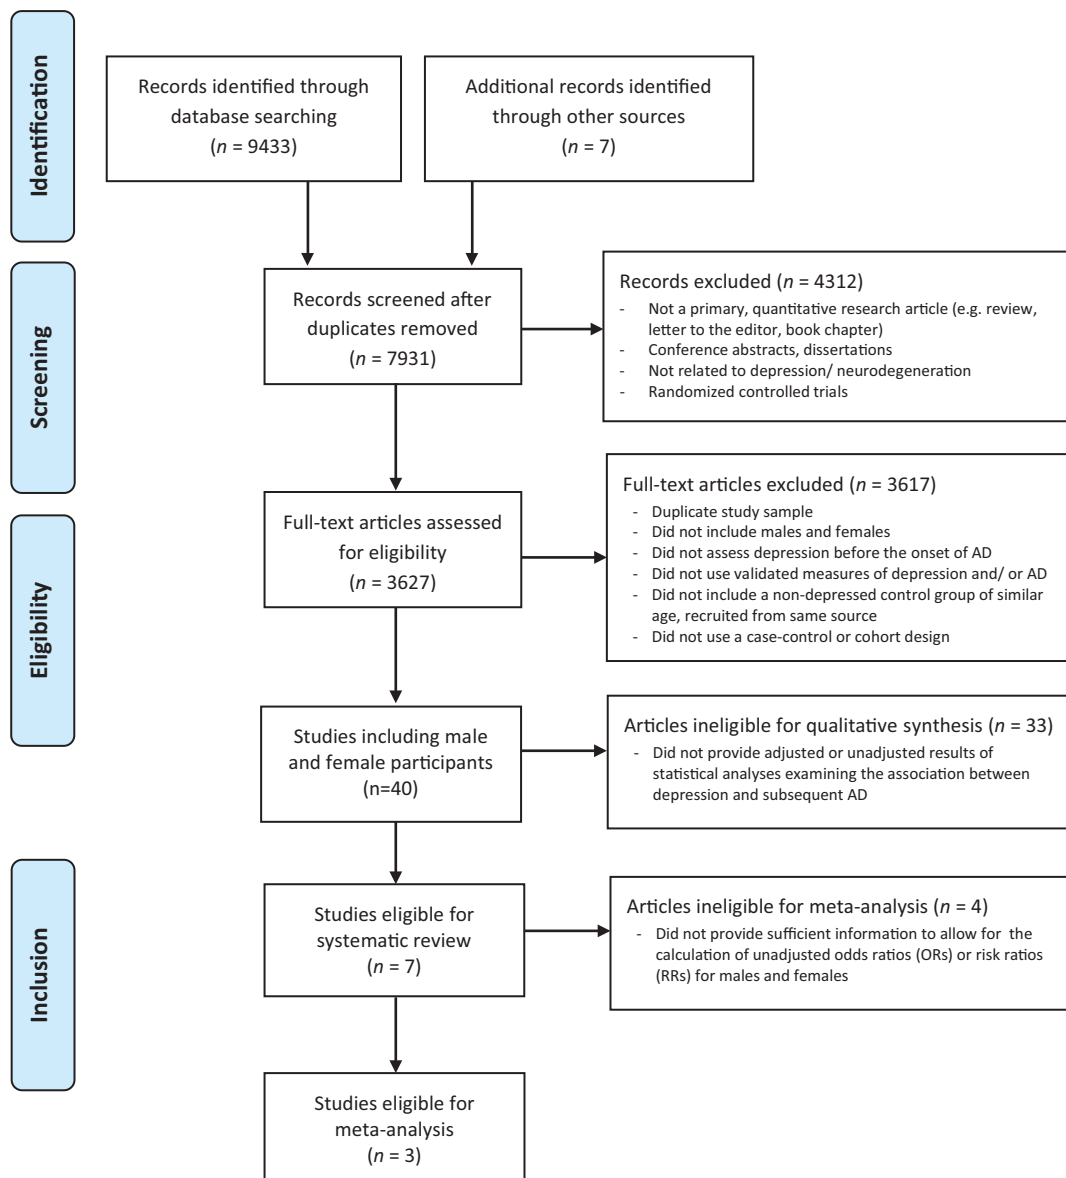 Identification
Records identified through
database searching
(n = 9433)
Additional records identified
through other sources
(n = 7)
Screening
Records screened after
duplicates removed
(n = 7931)
Records excluded (n = 4312)
- Not a primary, quantitative research article (e.g. review,
letter to the editor, book chapter)
- Conference abstracts, dissertations
- Not related to depression/ neurodegeneration
- Randomized controlled trials
Eligibility
Full-text articles assessed
for eligibility
(n = 3627)
Full-text articles excluded (n = 3617)
- Duplicate study sample
- Did not include males and females
- Did not assess depression before the onset of AD
- Did not use validated measures of depression and/ or AD
- Did not include a non-depressed control group of similar
age, recruited from same source
- Did not use a case-control or cohort design
Studies including male
and female participants
(n=40)
Articles ineligible for qualitative synthesis (n = 33)
- Did not provide adjusted or unadjusted results of
statistical analyses examining the association between
depression and subsequent AD
Inclusion
Studies eligible for
systematic review
(n = 7)
Articles ineligible for meta-analysis (n = 4)
- Did not provide sufficient information to allow for the
calculation of unadjusted odds ratios (ORs) or risk ratios
(RRs) for males and females
Studies eligible for
meta-analysis
(n = 3)